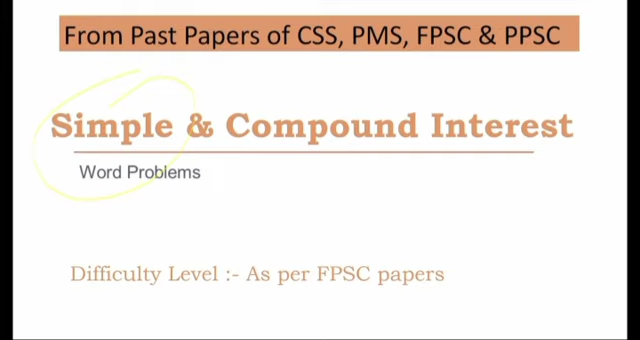 From Past Papers of CSS, PMS, FPSC & PPSC
Simple & Compound Interest
Word Problems
Difficulty Level :- As per FPSC papers